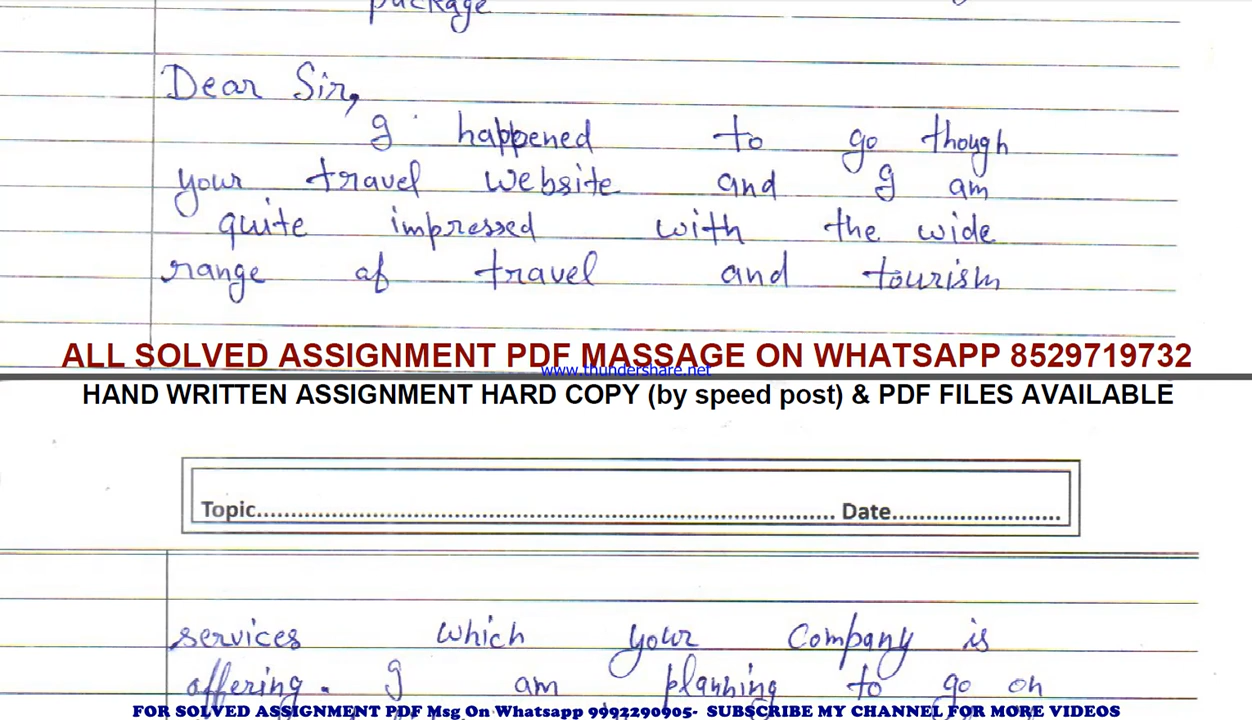 package
Dear Sir,
I happened to go though
your travel website and I am
quite impressed with the wide
range of travel and tourism
ALL SOLVED ASSIGNMENT PDF MASSAGE ON WHATSAPP 8529719732
www.thundershare.net
HAND WRITTEN ASSIGNMENT HARD COPY (by speed post) & PDF FILES AVAILABLE
Topic.................................................................................... Date.........................
services which your Company is
offering. I am planning to go on
FOR SOLVED ASSIGNMENT PDF Msg On Whatsapp 9992290905- SUBSCRIBE MY CHANNEL FOR MORE VIDEOS